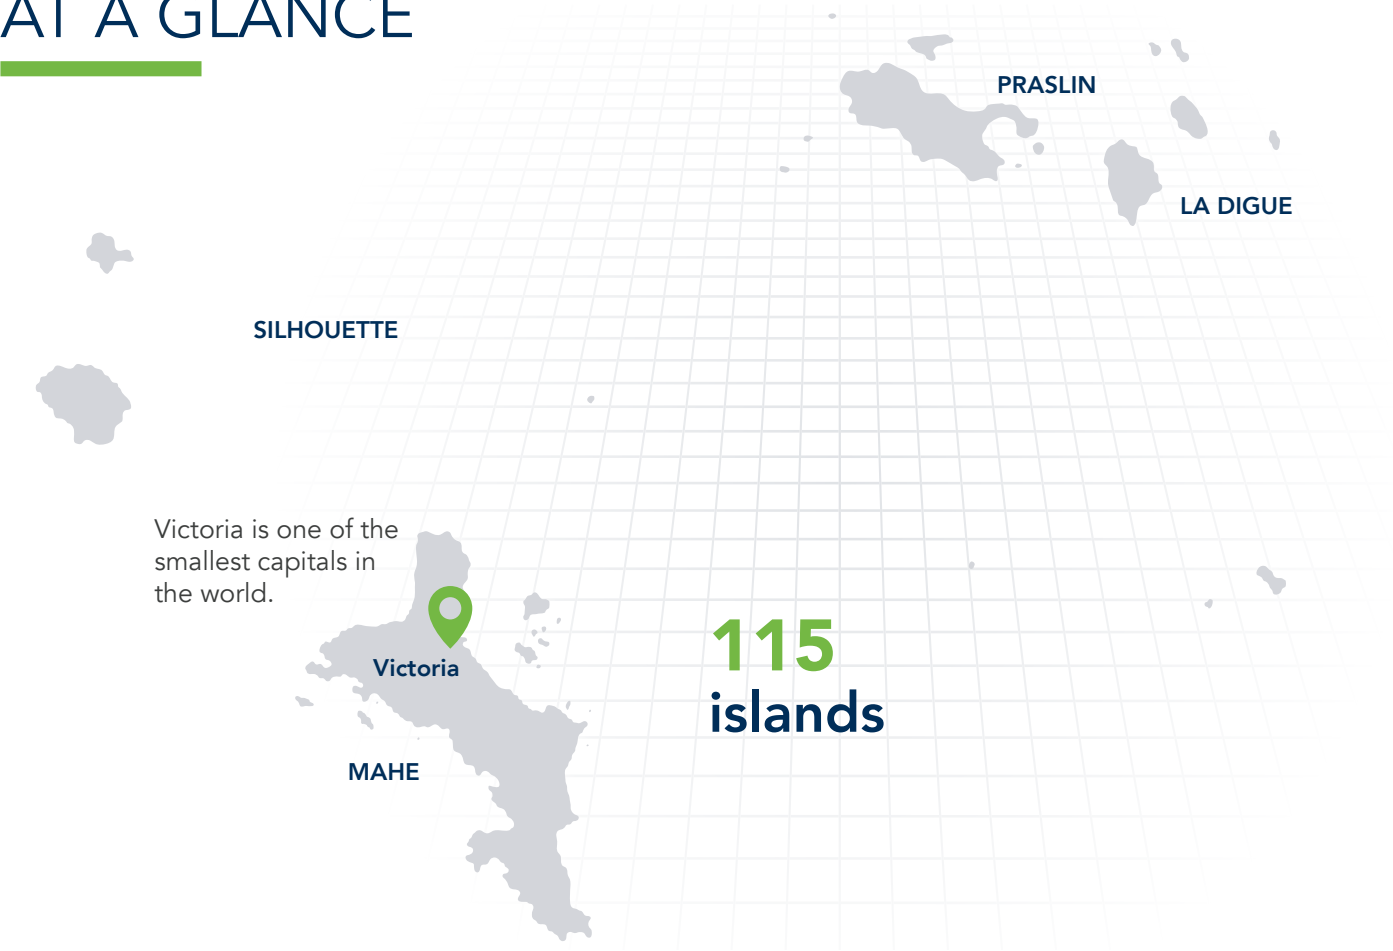 AT A GLANCE
PRASLIN
LA DIGUE
SILHOUETTE
Victoria is one of the
smallest capitals in
the world.
115
islands
Victoria
MAHE